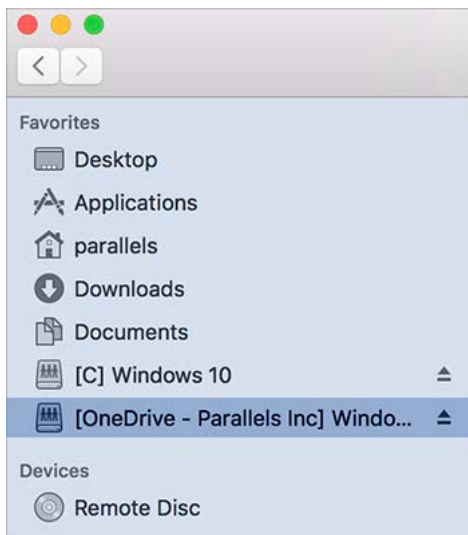 Favorites
Desktop
Applications
parallels
Downloads
Documents
[C] Windows 10
[OneDrive - Parallels Inc] Windo...
Devices
Remote Disc